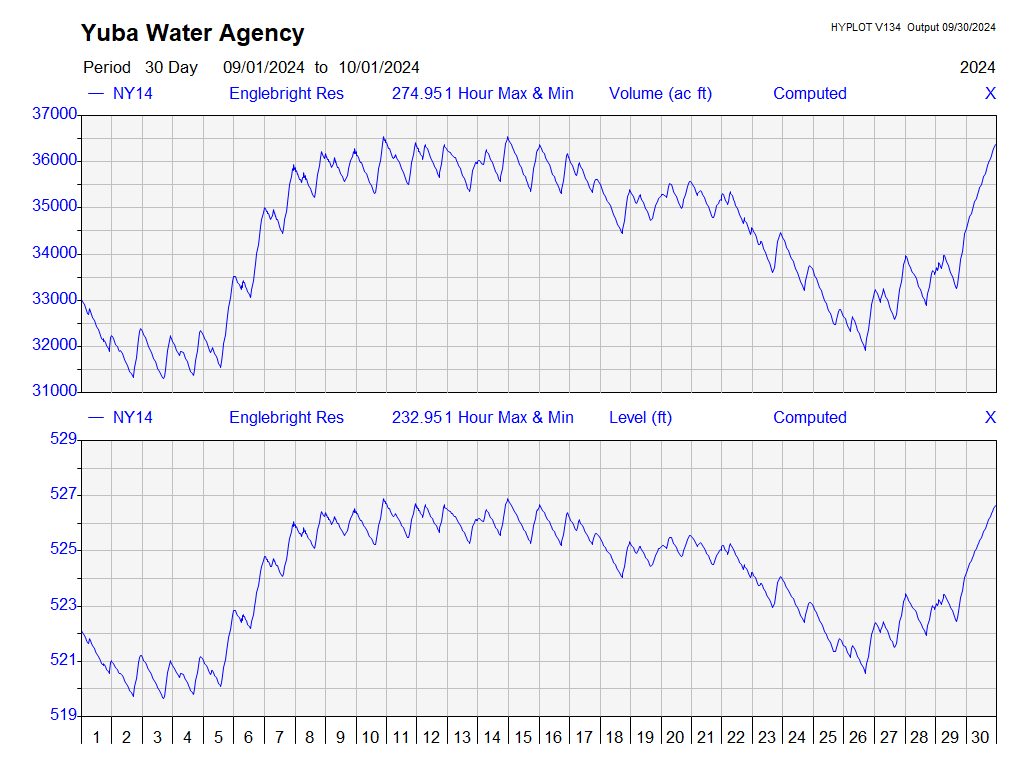 Yuba Water Agency
HYPLOT V134 Output 09/30/2024
Period 30 Day 09/01/2024 to 10/01/2024 2024
NY14 Englebright Res 274.951 Hour Max & Min Volume (ac ft) Computed X
37000
36000
35000
34000
33000
32000
31000
NY14 Englebright Res 232.951 Hour Max & Min Level (ft) Computed X
529
527
525
523
521
519
1 2 3 4 5 6 7 8 9 10 11 12 13 14 15 16 17 18 19 20 21 22 23 24 25 26 27 28 29 30